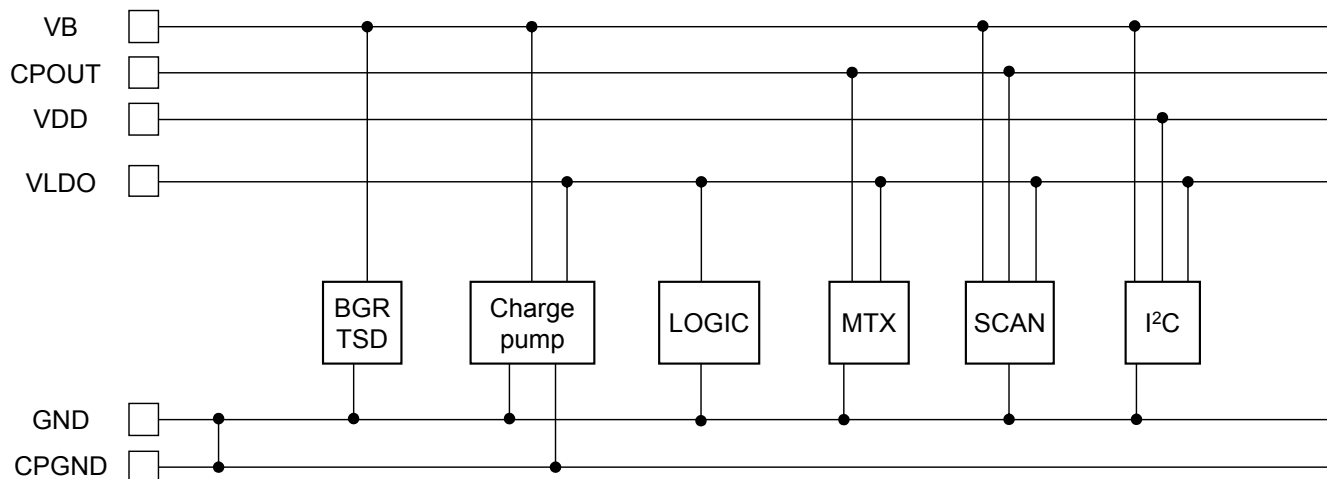 VB
CPOUT
VDD
VLDO
BGR
TSD
Charge
pump
LOGIC
MTX
SCAN
I²C
GND
CPGND